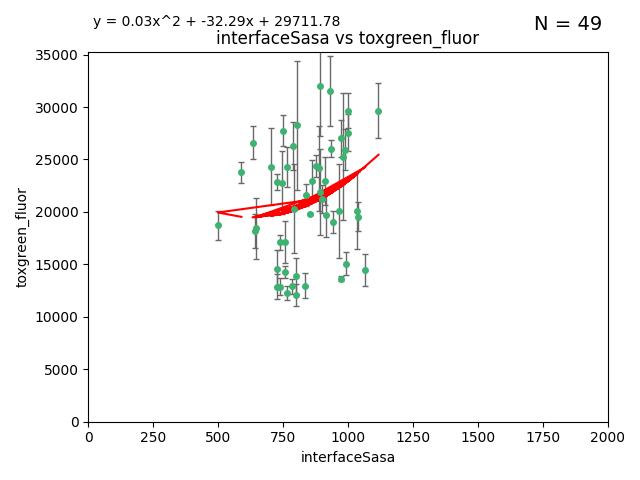 y = 0.03x^2 + -32.29x + 29711.78
N = 49
interfaceSasa vs toxgreen_fluor
35000
30000
25000
20000
15000
10000
5000
0
toxgreen_fluor
0 250 500 750 1000 1250 1500 1750 2000
interfaceSasa